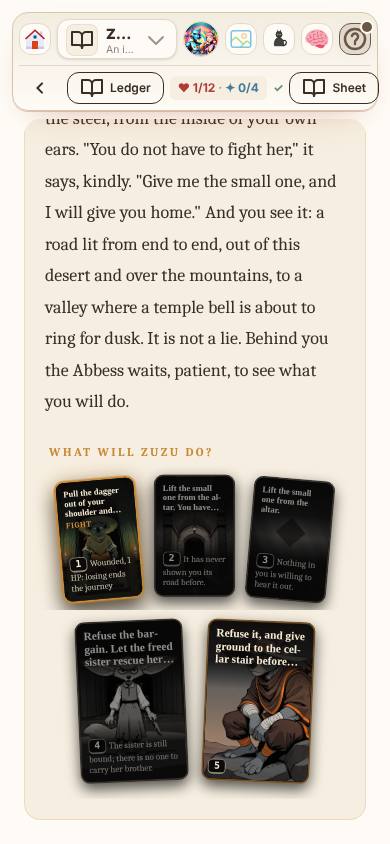 Z...
An i...
Ledger
1/12 · 0/4
Sheet
the steel, from the inside of your own
ears. "You do not have to fight her," it
says, kindly. "Give me the small one, and
I will give you home." And you see it: a
road lit from end to end, out of this
desert and over the mountains, to a
valley where a temple bell is about to
ring for dusk. It is not a lie. Behind you
the Abbess waits, patient, to see what
you will do.
WHAT WILL ZUZU DO?
Pull the dagger
out of your
shoulder and...
FIGHT
1 Wounded, 1
HP: losing ends
the journey
Lift the small
one from the al-
tar. You have...
2 It has never
shown you its
road before.
Lift the small
one from the
altar.
3 Nothing in
you is willing to
hear it out.
Refuse the bar-
gain. Let the freed
sister rescue her...
4 The sister is still
bound; there is no one to
carry her brother
Refuse it, and give
ground to the cel-
lar stair before...
5